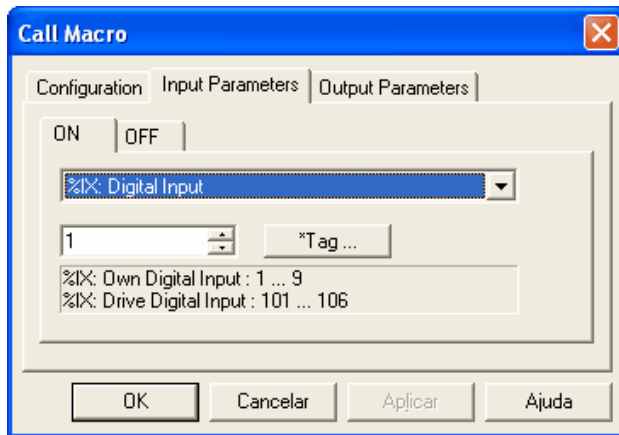 Call Macro
Configuration Input Parameters Output Parameters
ON OFF
%IX: Digital Input
1 *Tag ...
%IX: Own Digital Input : 1 ... 9
%IX: Drive Digital Input : 101 ... 106
OK Cancelar Aplicar Ajuda